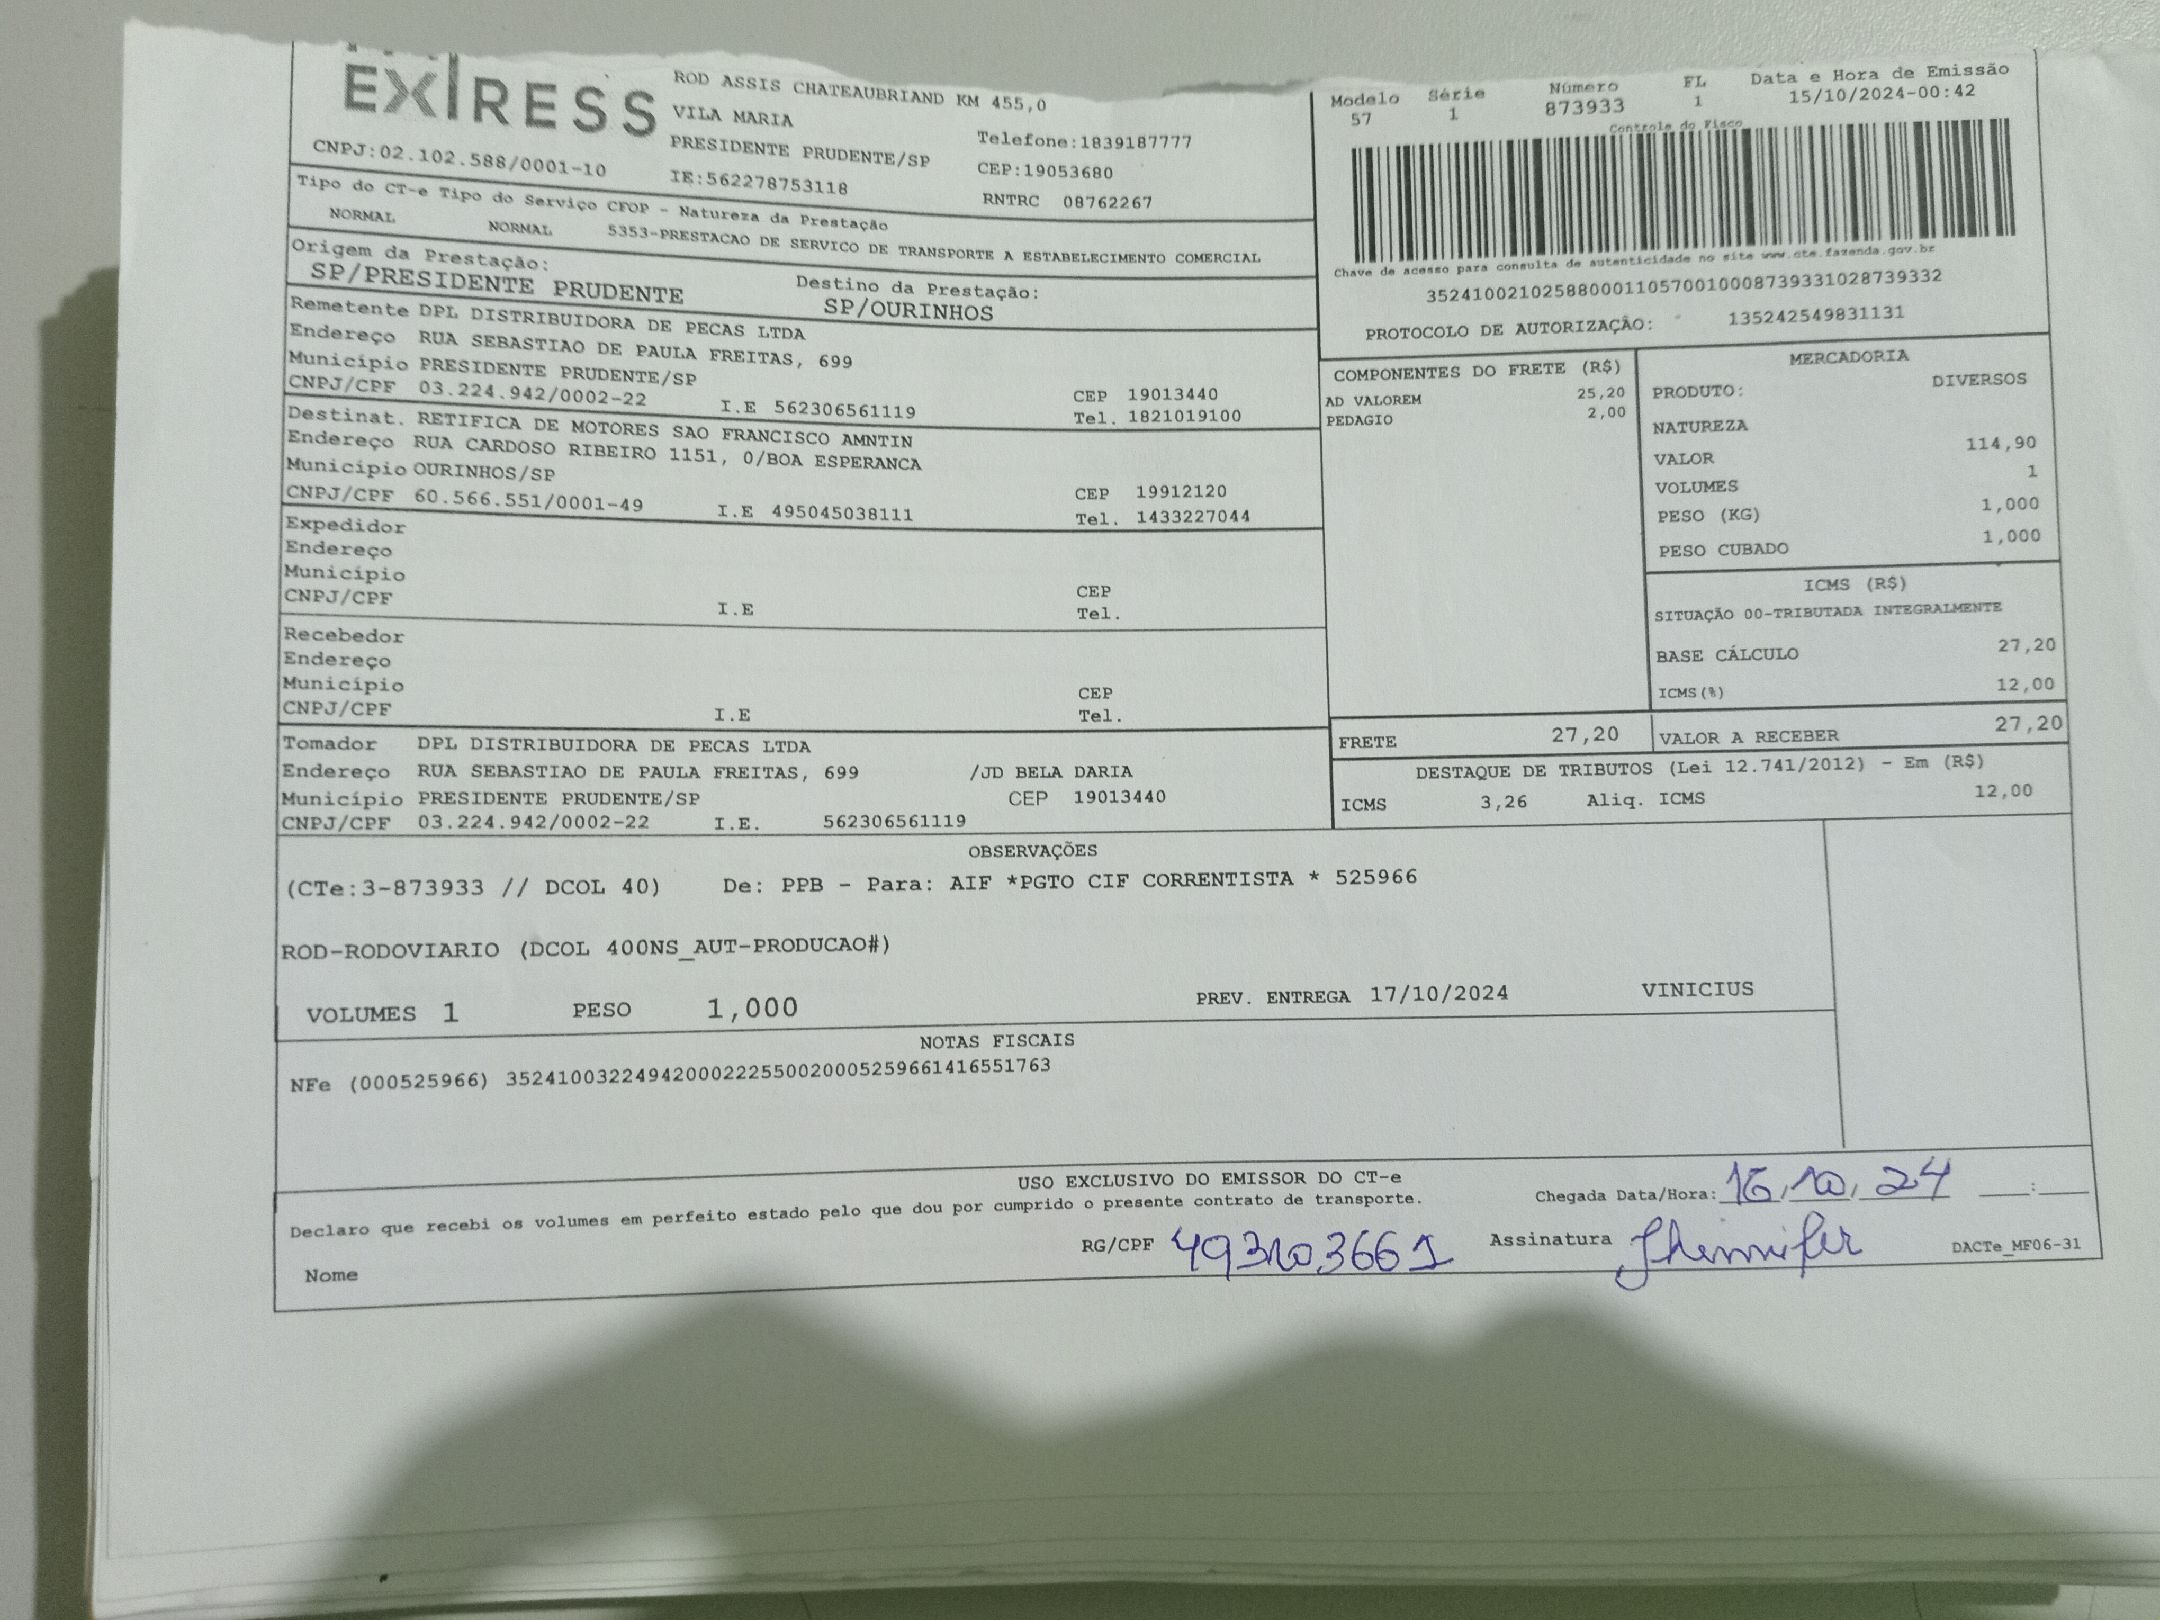 EXPRESS
CNPJ:02.102.588/0001-10
ROD ASSIS CHATEAUBRIAND KM 455,0
VILA MARIA
PRESIDENTE PRUDENTE/SP
IE:562278753118
Telefone:1839187777
CEP:19053680
RNTRC 08762267
Modelo Série Número FL Data e Hora de Emissão
57 1 873933 1 15/10/2024-00:42
Controle do Fisco
Chave de acesso para consulta de autenticidade no site www.cte.fazenda.gov.br
35241002102588000110570010008739331028739332
PROTOCOLO DE AUTORIZAÇÃO: 135242549831131
Tipo do CT-e Tipo do Serviço CFOP - Natureza da Prestação
NORMAL NORMAL 5353-PRESTACAO DE SERVICO DE TRANSPORTE A ESTABELECIMENTO COMERCIAL
Origem da Prestação: Destino da Prestação:
SP/PRESIDENTE PRUDENTE SP/OURINHOS
Remetente DPL DISTRIBUIDORA DE PECAS LTDA
Endereço RUA SEBASTIAO DE PAULA FREITAS, 699
Município PRESIDENTE PRUDENTE/SP CEP 19013440
CNPJ/CPF 03.224.942/0002-22 I.E 562306561119 Tel. 1821019100
Destinat. RETIFICA DE MOTORES SAO FRANCISCO AMNTIN
Endereço RUA CARDOSO RIBEIRO 1151, 0/BOA ESPERANCA
Município OURINHOS/SP CEP 19912120
CNPJ/CPF 60.566.551/0001-49 I.E 495045038111 Tel. 1433227044
Expedidor
Endereço
Município CEP
CNPJ/CPF I.E Tel.
Recebedor
Endereço
Município CEP
CNPJ/CPF I.E Tel.
Tomador DPL DISTRIBUIDORA DE PECAS LTDA
Endereço RUA SEBASTIAO DE PAULA FREITAS, 699 /JD BELA DARIA
Município PRESIDENTE PRUDENTE/SP CEP 19013440
CNPJ/CPF 03.224.942/0002-22 I.E. 562306561119
COMPONENTES DO FRETE (R$)
AD VALOREM 25,20
PEDAGIO 2,00
MERCADORIA
PRODUTO: DIVERSOS
NATUREZA
VALOR 114,90
VOLUMES 1
PESO (KG) 1,000
PESO CUBADO 1,000
ICMS (R$)
SITUAÇÃO 00-TRIBUTADA INTEGRALMENTE
BASE CÁLCULO 27,20
ICMS(%) 12,00
FRETE 27,20 VALOR A RECEBER 27,20
DESTAQUE DE TRIBUTOS (Lei 12.741/2012) - Em (R$)
ICMS 3,26 Aliq. ICMS 12,00
OBSERVAÇÕES
(CTe:3-873933 // DCOL 40) De: PPB - Para: AIF *PGTO CIF CORRENTISTA * 525966
ROD-RODOVIARIO (DCOL 400NS_AUT-PRODUCAO#)
VOLUMES 1 PESO 1,000 PREV. ENTREGA 17/10/2024 VINICIUS
NOTAS FISCAIS
NFe (000525966) 35241003224942000222550020005259661416551763
USO EXCLUSIVO DO EMISSOR DO CT-e
Declaro que recebi os volumes em perfeito estado pelo que dou por cumprido o presente contrato de transporte.
Chegada Data/Hora: 16,10,24 :
Nome RG/CPF 493103661 Assinatura Jhennifer DACTe_MF06-31